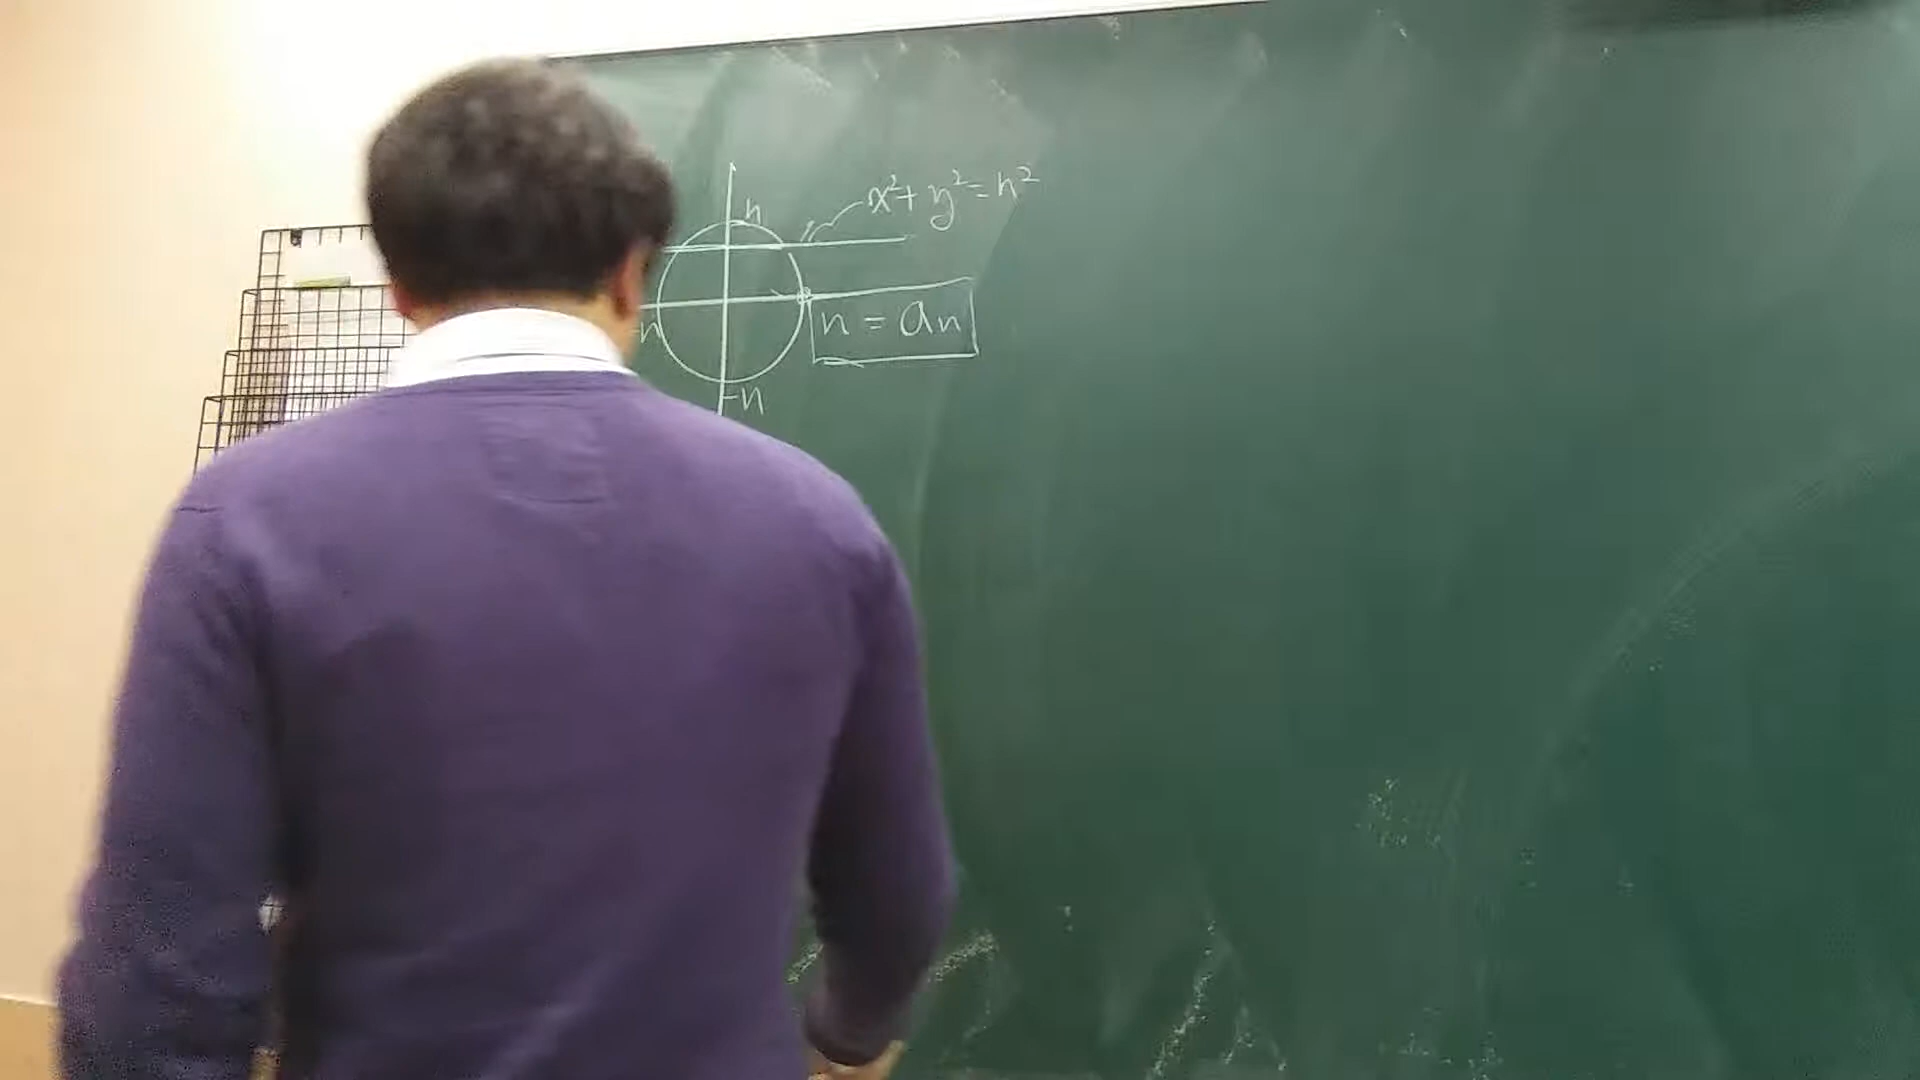 n
x²+ y²= n²
-n
n = an
-n